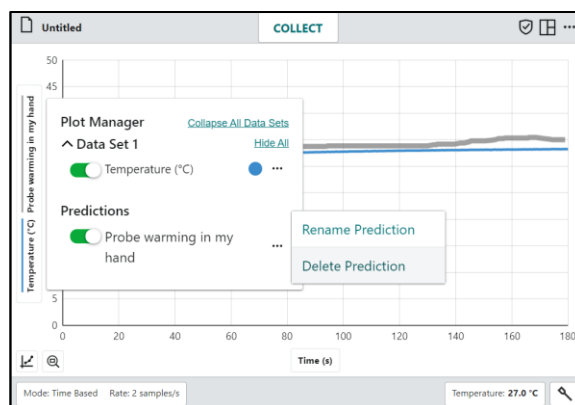 Untitled
COLLECT
50
45
Probe warming in my hand
Temperature (°C)
Plot Manager
Collapse All Data Sets
Data Set 1
Hide All
Temperature (°C)
Predictions
Probe warming in my
hand
Rename Prediction
Delete Prediction
5
0
0
20
40
60
80
100
120
140
160
180
Time (s)
Mode: Time Based Rate: 2 samples/s
Temperature: 27.0 °C